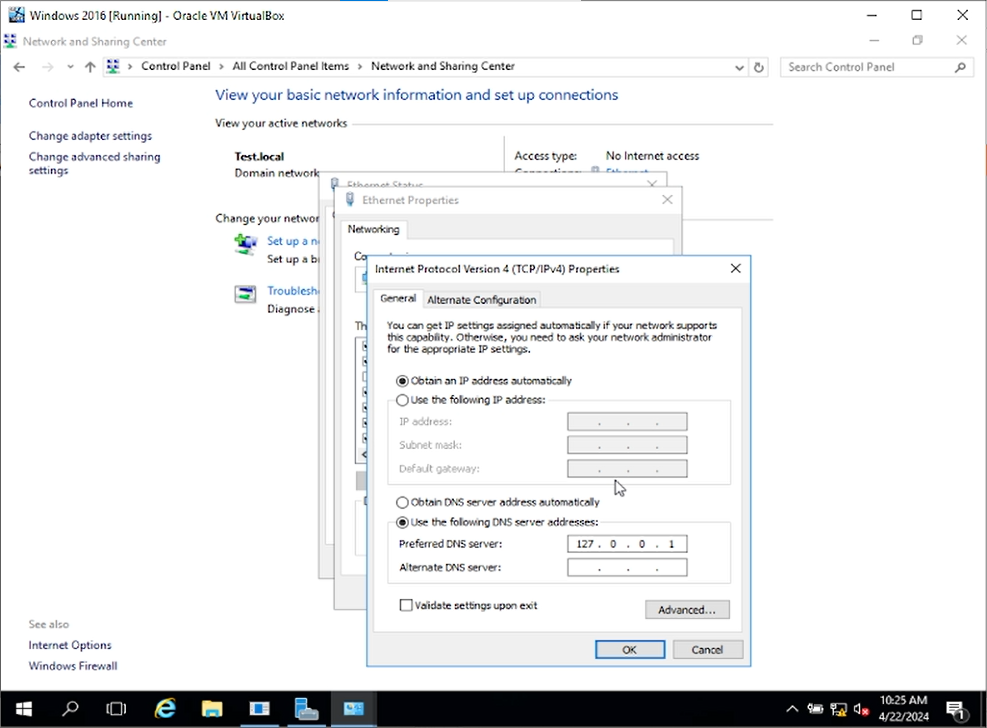 Windows 2016 [Running] - Oracle VM VirtualBox
Network and Sharing Center
Control Panel > All Control Panel Items > Network and Sharing Center
Search Control Panel
Control Panel Home
Change adapter settings
Change advanced sharing
settings
View your basic network information and set up connections
View your active networks
Test.local
Domain network
Access type:
No Internet access
Connections:
Ethernet
Ethernet Status
Ethernet Properties
Networking
Change your networ
Set up a n
Set up a b
Troublesh
Diagnose
Co
Th
Internet Protocol Version 4 (TCP/IPv4) Properties
General
Alternate Configuration
You can get IP settings assigned automatically if your network supports
this capability. Otherwise, you need to ask your network administrator
for the appropriate IP settings.
Obtain an IP address automatically
Use the following IP address:
IP address:
Subnet mask:
Default gateway:
Obtain DNS server address automatically
Use the following DNS server addresses:
Preferred DNS server:
127 . 0 . 0 . 1
Alternate DNS server:
Validate settings upon exit
Advanced...
OK
Cancel
See also
Internet Options
Windows Firewall
10:25 AM
4/22/2024
1